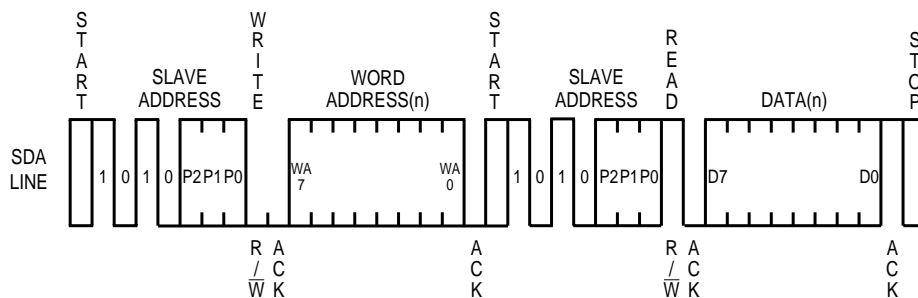 START
WRITE
START
READ
STOP
SLAVE
ADDRESS
WORD
ADDRESS(n)
SLAVE
ADDRESS
DATA(n)
SDA
LINE
1 0 1 0 P2 P1 P0
WA
7
WA
0
1 0 1 0 P2 P1 P0
D7
D0
R/W̅
ACK
ACK
R/W̅
ACK
ACK